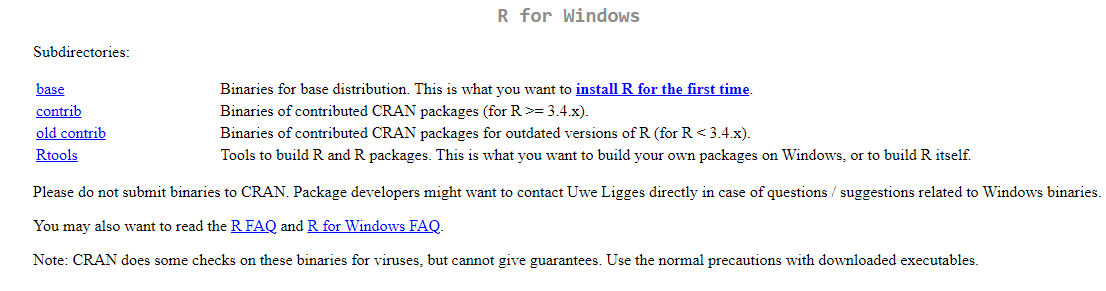 R for Windows
Subdirectories:
base Binaries for base distribution. This is what you want to install R for the first time.
contrib Binaries of contributed CRAN packages (for R >= 3.4.x).
old contrib Binaries of contributed CRAN packages for outdated versions of R (for R < 3.4.x).
Rtools Tools to build R and R packages. This is what you want to build your own packages on Windows, or to build R itself.
Please do not submit binaries to CRAN. Package developers might want to contact Uwe Ligges directly in case of questions / suggestions related to Windows binaries.
You may also want to read the R FAQ and R for Windows FAQ.
Note: CRAN does some checks on these binaries for viruses, but cannot give guarantees. Use the normal precautions with downloaded executables.